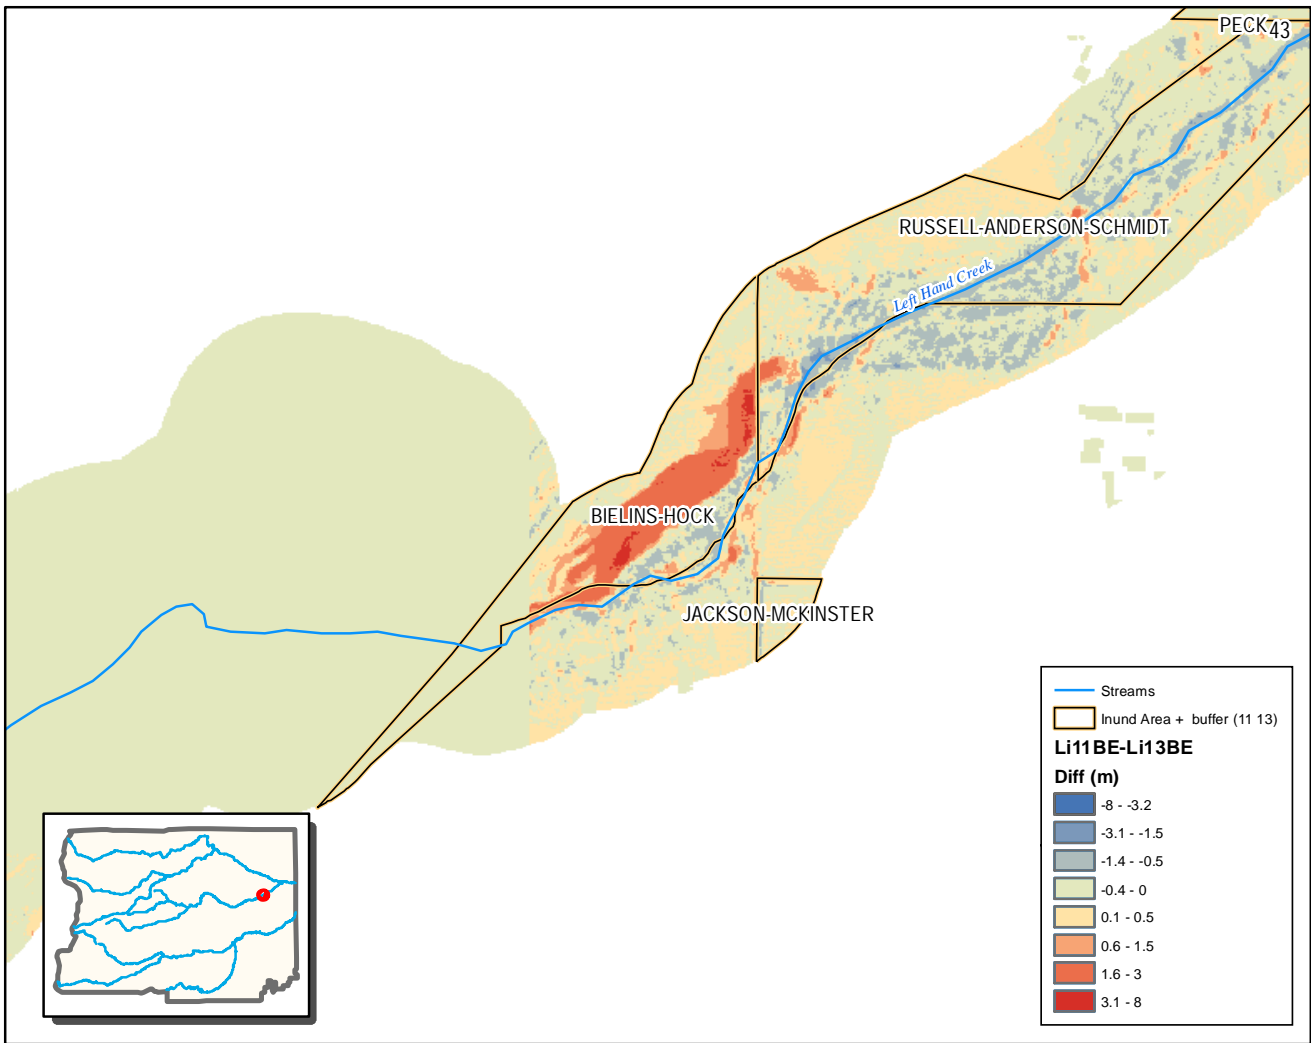 PECK 43
RUSSELL-ANDERSON-SCHMIDT
Left Hand Creek
BIELINS-HOCK
JACKSON-MCKINSTER
Streams
Inund Area + buffer (11 13)
Li11BE-Li13BE
Diff (m)
-8 - -3.2
-3.1 - -1.5
-1.4 - -0.5
-0.4 - 0
0.1 - 0.5
0.6 - 1.5
1.6 - 3
3.1 - 8